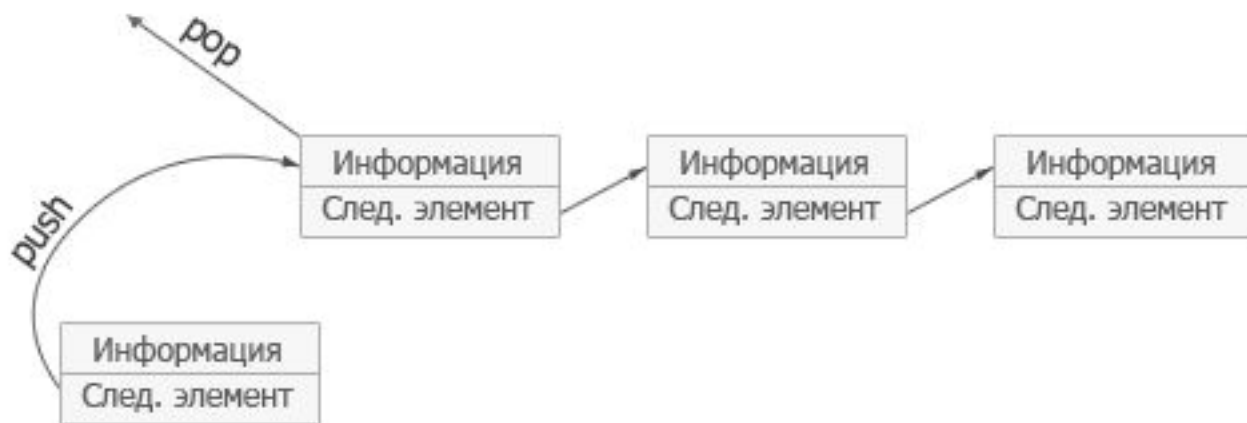 pop
push
Информация
След. элемент
Информация
След. элемент
Информация
След. элемент
Информация
След. элемент